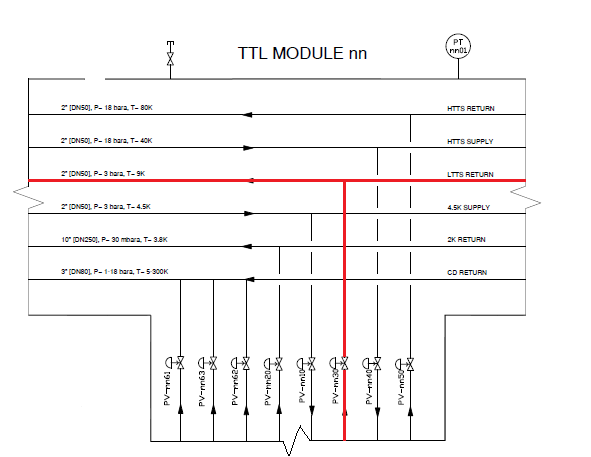 PT
nn01
TTL MODULE nn
2" [DN50], P= 18 bara, T= 80K
HTTS RETURN
2" [DN50], P= 18 bara, T= 40K
HTTS SUPPLY
2" [DN50], P= 3 bara, T= 9K
LTTS RETURN
2" [DN50], P= 3 bara, T= 4.5K
4.5K SUPPLY
10" [DN250], P= 30 mbara, T= 3.8K
2K RETURN
3" [DN80], P= 1-18 bara, T= 5-300K
CD RETURN
PV-nn61
PV-nn63
PV-nn62
PV-nn20
PV-nn10
PV-nn30
PV-nn40
PV-nn50